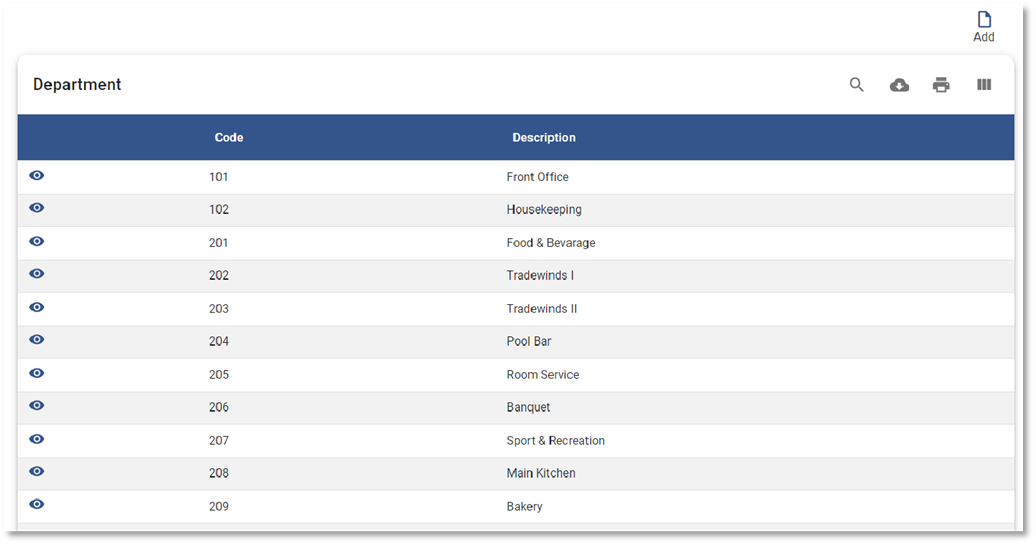 Add
Department
Code Description
101 Front Office
102 Housekeeping
201 Food & Bevarage
202 Tradewinds I
203 Tradewinds II
204 Pool Bar
205 Room Service
206 Banquet
207 Sport & Recreation
208 Main Kitchen
209 Bakery